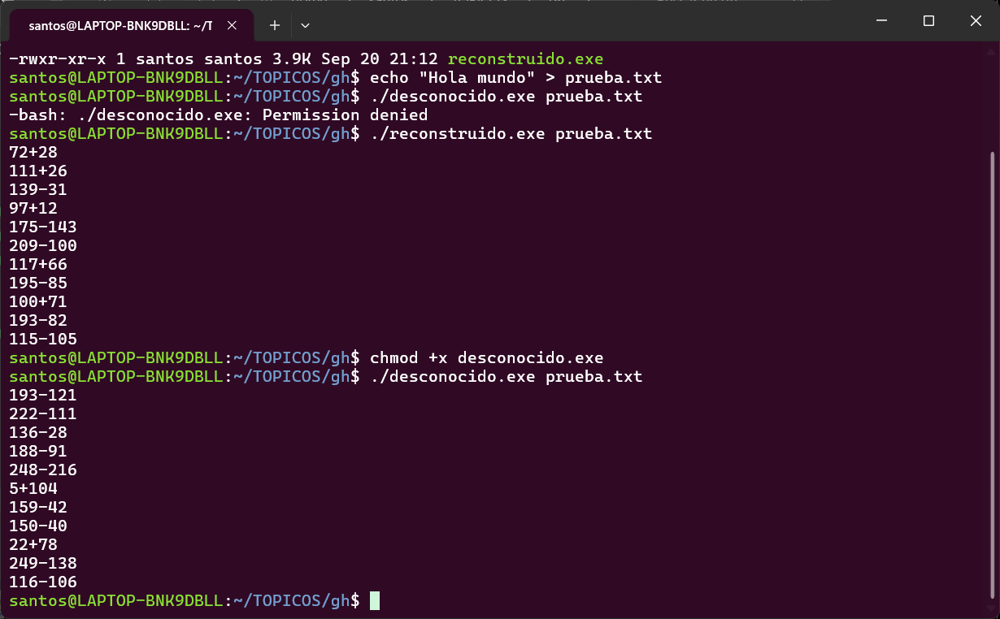 santos@LAPTOP-BNK9DBLL: ~/T
-rwxr-xr-x 1 santos santos 3.9K Sep 20 21:12 reconstruido.exe
santos@LAPTOP-BNK9DBLL:~/TOPICOS/gh$ echo "Hola mundo" > prueba.txt
santos@LAPTOP-BNK9DBLL:~/TOPICOS/gh$ ./desconocido.exe prueba.txt
-bash: ./desconocido.exe: Permission denied
santos@LAPTOP-BNK9DBLL:~/TOPICOS/gh$ ./reconstruido.exe prueba.txt
72+28
111+26
139-31
97+12
175-143
209-100
117+66
195-85
100+71
193-82
115-105
santos@LAPTOP-BNK9DBLL:~/TOPICOS/gh$ chmod +x desconocido.exe
santos@LAPTOP-BNK9DBLL:~/TOPICOS/gh$ ./desconocido.exe prueba.txt
193-121
222-111
136-28
188-91
248-216
5+104
159-42
150-40
22+78
249-138
116-106
santos@LAPTOP-BNK9DBLL:~/TOPICOS/gh$